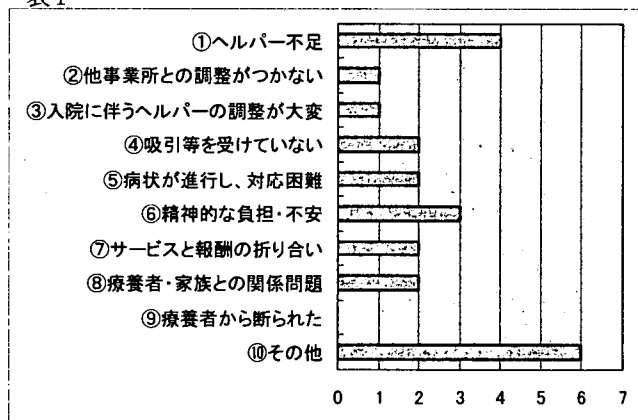 表1
①ヘルパー不足
②他事業所との調整がつかない
③入院に伴うヘルパーの調整が大変
④吸引等を受けていない
⑤病状が進行し、対応困難
⑥精神的な負担・不安
⑦サービスと報酬の折り合い
⑧療養者・家族との関係問題
⑨療養者から断られた
⑩その他
0 1 2 3 4 5 6 7